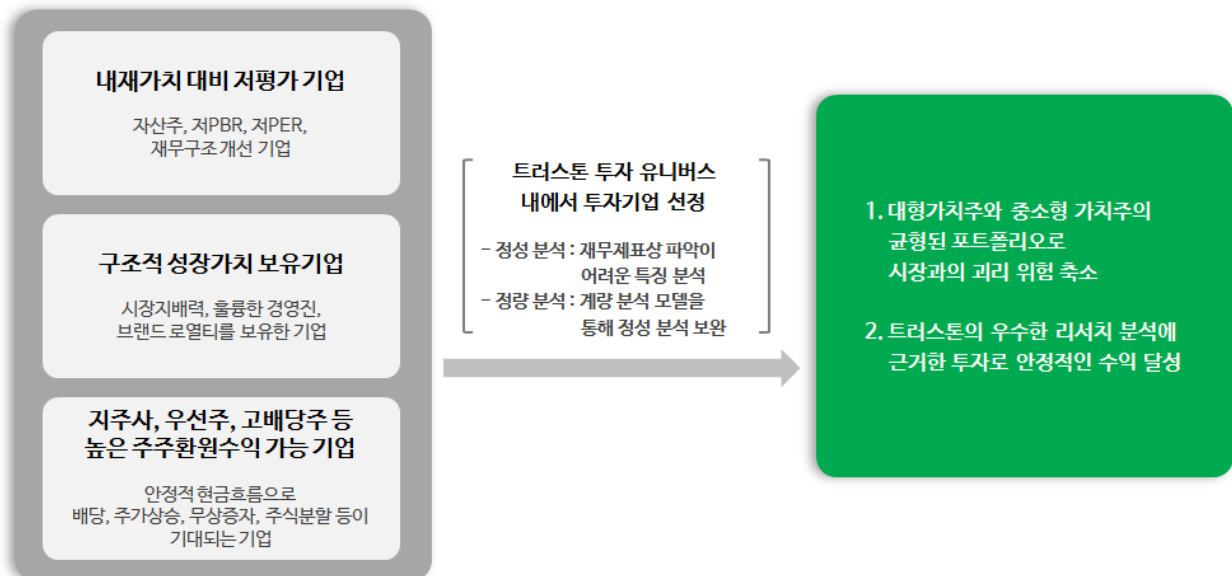 내재가치 대비 저평가 기업
자산주, 저PBR, 저PER,
재무구조개선 기업
구조적 성장가치 보유기업
시장지배력, 훌륭한 경영진,
브랜드로열티를 보유한 기업
지주사, 우선주, 고배당주 등
높은 주주환원수익 가능 기업
안정적 현금흐름으로
배당, 주가상승, 무상증자, 주식분할 등이
기대되는 기업
트러스톤 투자 유니버스
내에서 투자기업 선정
- 정성 분석 : 재무제표상 파악이
어려운 특징 분석
- 정량 분석 : 계량 분석 모델을
통해 정성 분석 보완
1. 대형가치주와 중소형 가치주의
균형된 포트폴리오로
시장과의 괴리 위험 축소
2. 트러스톤의 우수한 리서치 분석에
근거한 투자로 안정적인 수익 달성